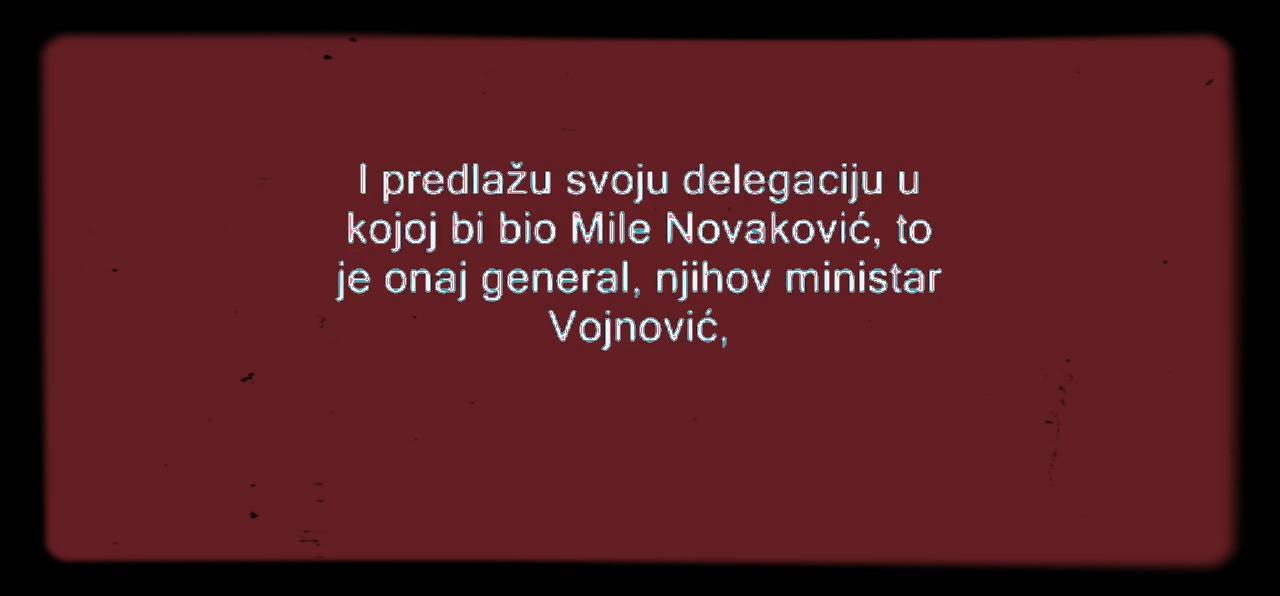 I predlažu svoju delegaciju u
kojoj bi bio Mile Novaković, to
je onaj general, njihov ministar
Vojnović,